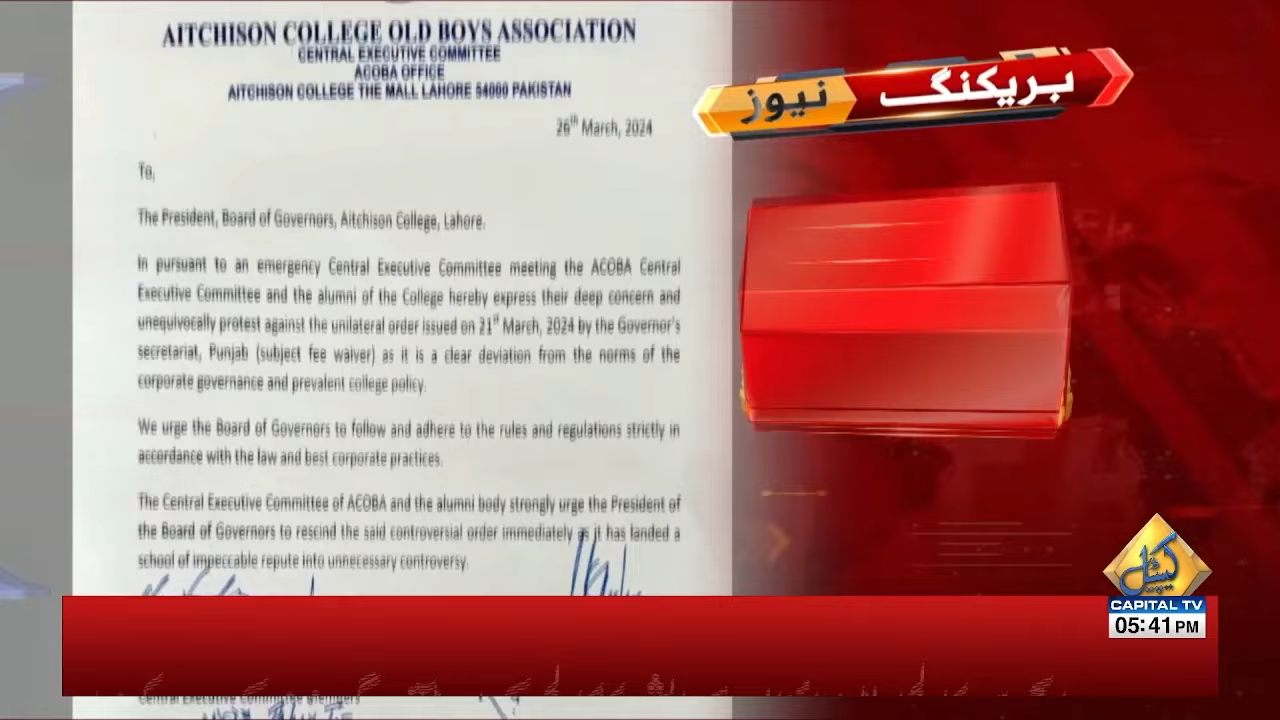 AITCHISON COLLEGE OLD BOYS ASSOCIATION
CENTRAL EXECUTIVE COMMITTEE
ACOBA OFFICE
AITCHISON COLLEGE THE MALL LAHORE 54000 PAKISTAN
26th March, 2024
To,
The President, Board of Governors, Aitchison College, Lahore.
In pursuant to an emergency Central Executive Committee meeting the ACOBA Central
Executive Committee and the alumni of the College hereby express their deep concern and
unequivocally protest against the unilateral order issued on 21st March, 2024 by the Governor's
secretariat, Punjab (subject fee waiver) as it is a clear deviation from the norms of the
corporate governance and prevalent college policy.
We urge the Board of Governors to follow and adhere to the rules and regulations strictly in
accordance with the law and best corporate practices.
The Central Executive Committee of ACOBA and the alumni body strongly urge the President of
the Board of Governors to rescind the said controversial order immediately as it has landed a
school of impeccable repute into unnecessary controversy.
Central Executive Committee Members
بریکنگ نیوز
کیپٹل
CAPITAL TV
05:41 PM